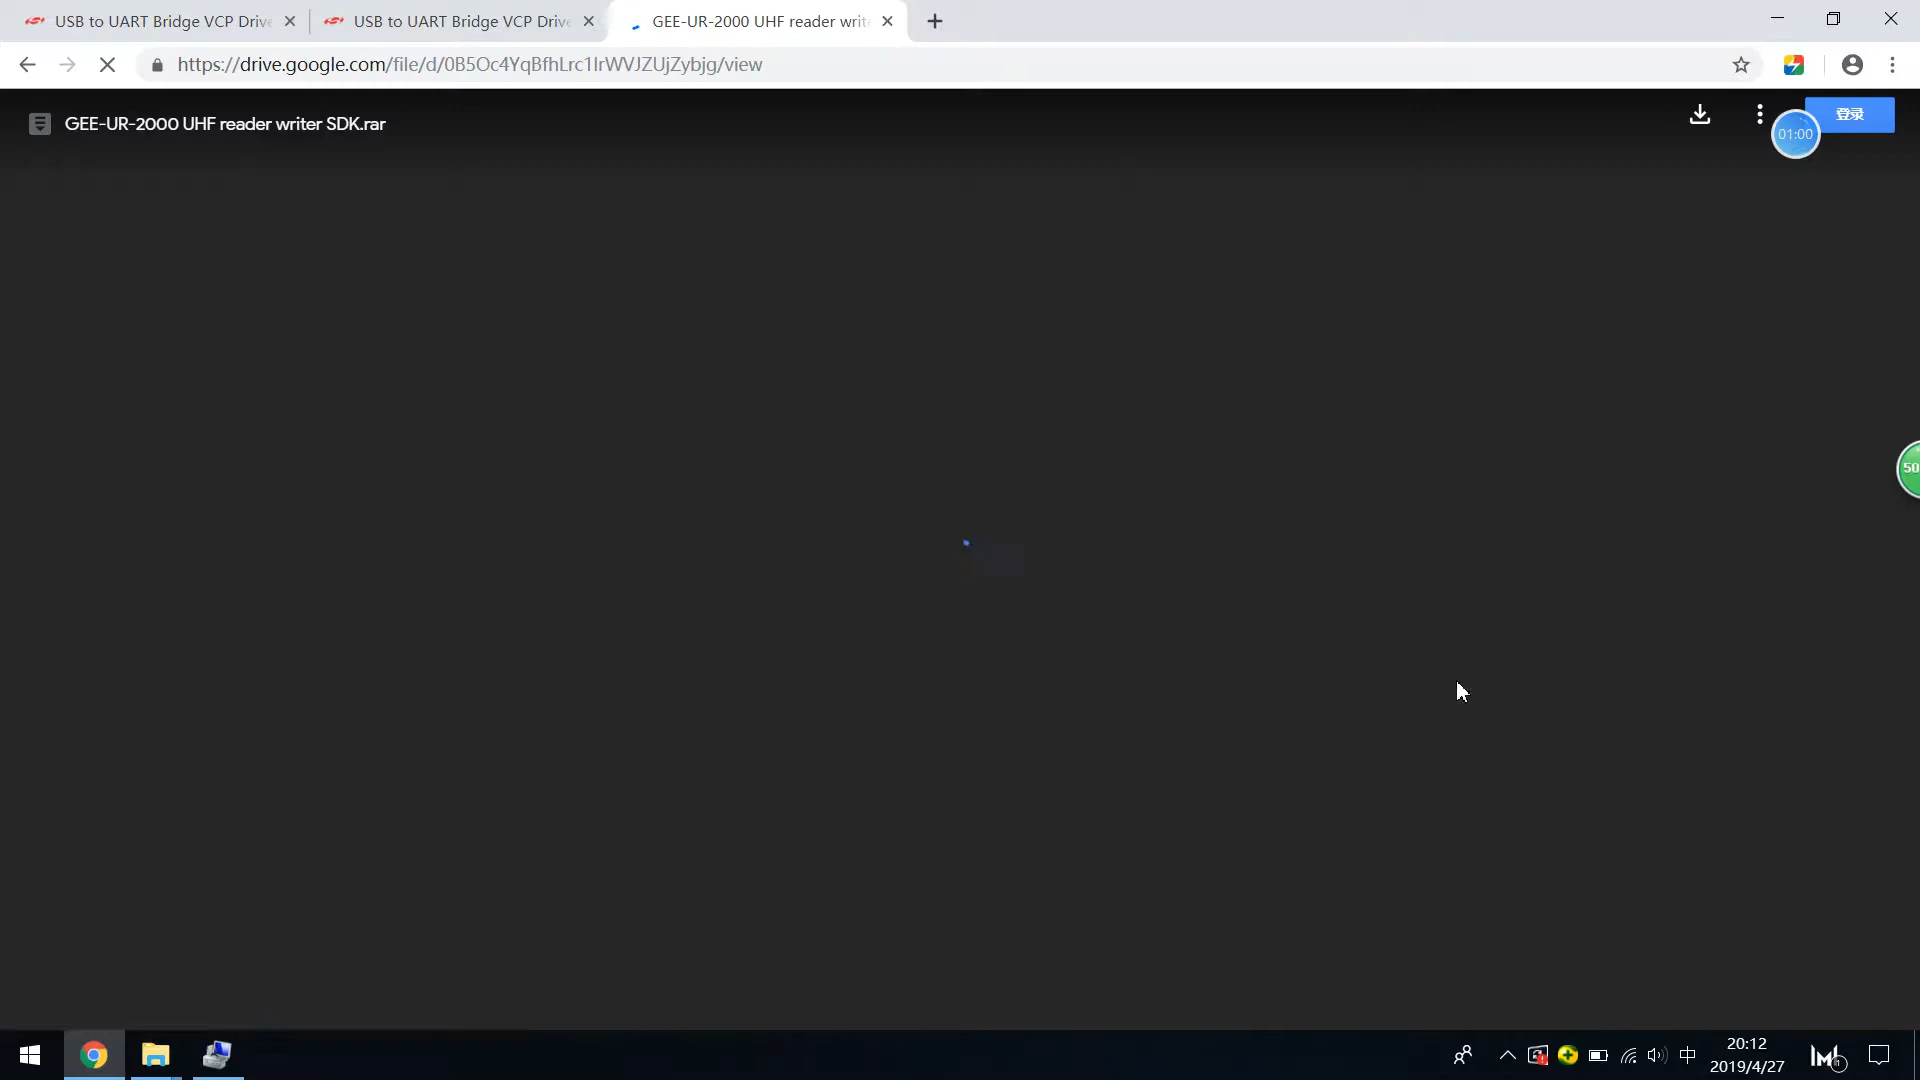 USB to UART Bridge VCP Drive
USB to UART Bridge VCP Drive
GEE-UR-2000 UHF reader write
https://drive.google.com/file/d/0B5Oc4YqBfhLrc1IrWVJZUjZybjg/view
GEE-UR-2000 UHF reader writer SDK.rar
登录
01:00
50
中
20:12
2019/4/27